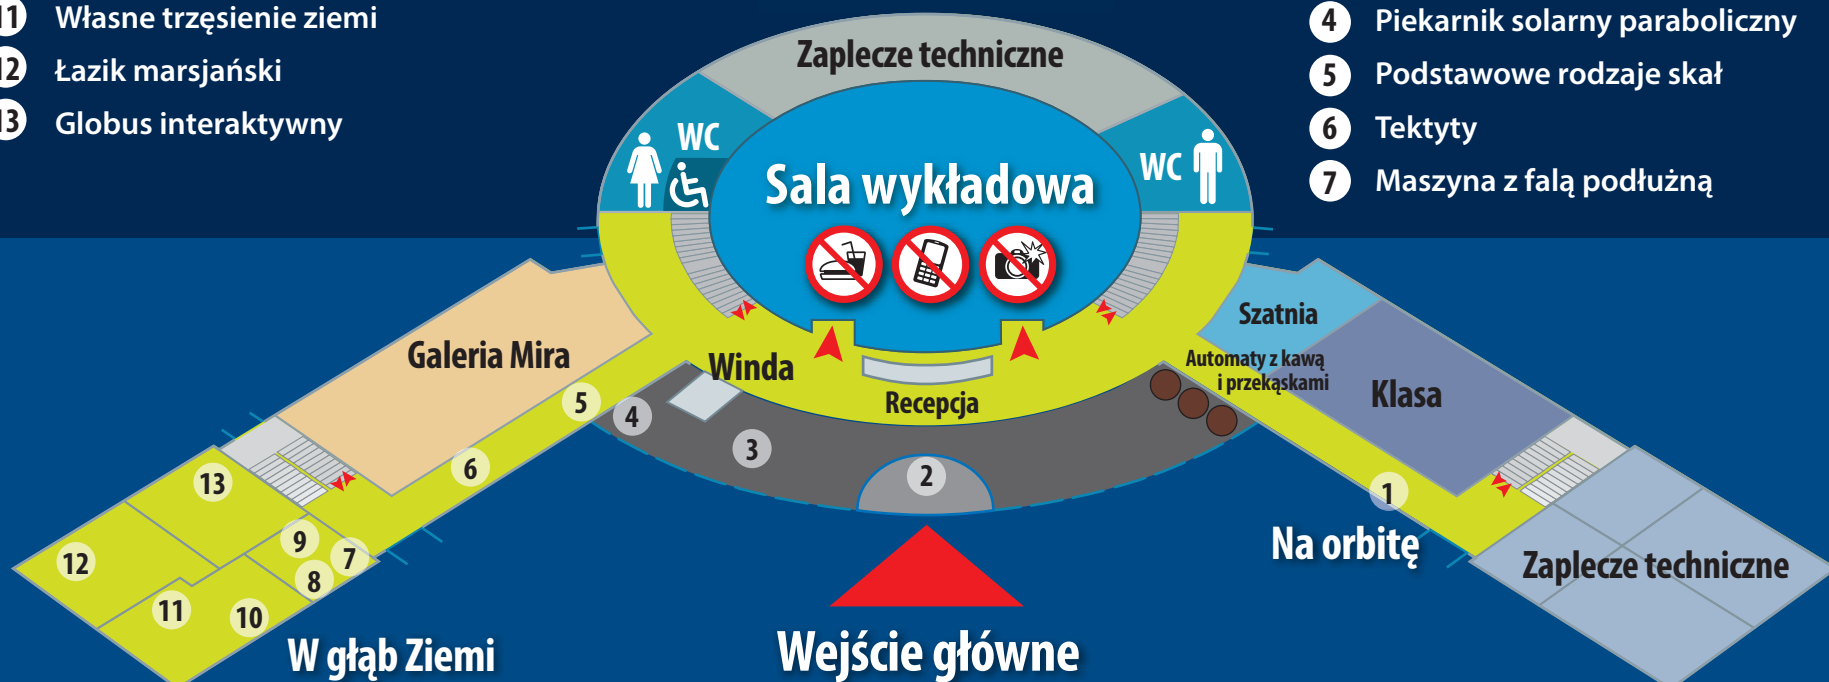 11 Własne trzęsienie ziemi
12 Łazik marsjański
13 Globus interaktywny
4 Piekarnik solarny paraboliczny
5 Podstawowe rodzaje skał
6 Tektyty
7 Maszyna z falą podłużną
Zaplecze techniczne
WC
WC
Sala wykładowa
Szatnia
Galeria Mira
Winda
Automaty z kawą
i przekąskami
Klasa
Recepcja
5
4
3
2
6
13
1
9
7
12
8
11
10
Na orbitę
Zaplecze techniczne
W głąb Ziemi
Wejście główne